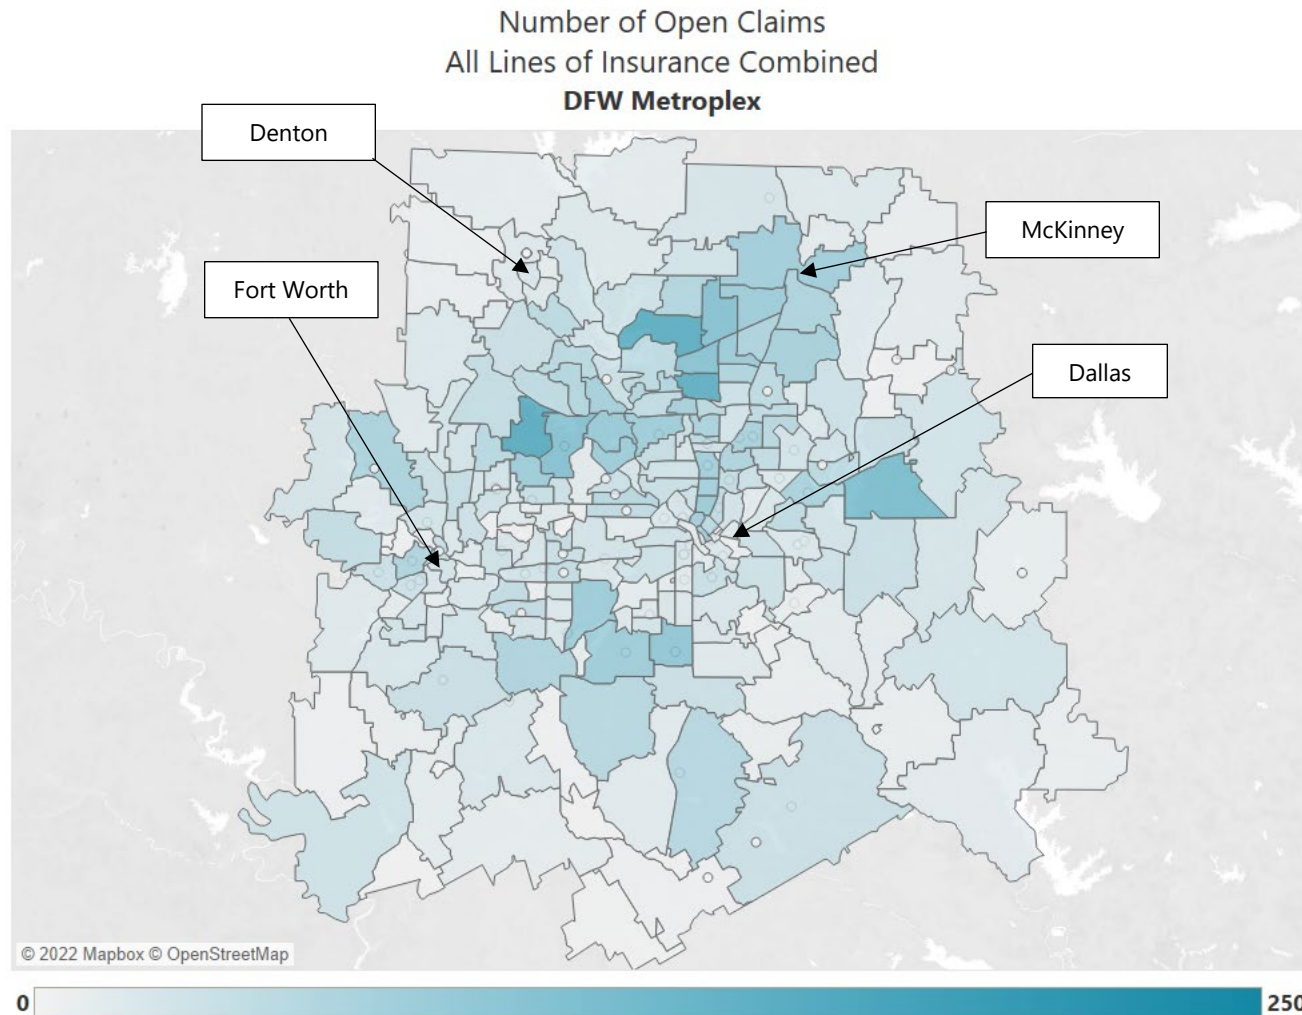 Number of Open Claims
All Lines of Insurance Combined
DFW Metroplex
Denton
McKinney
Fort Worth
Dallas
© 2022 Mapbox © OpenStreetMap
0
250